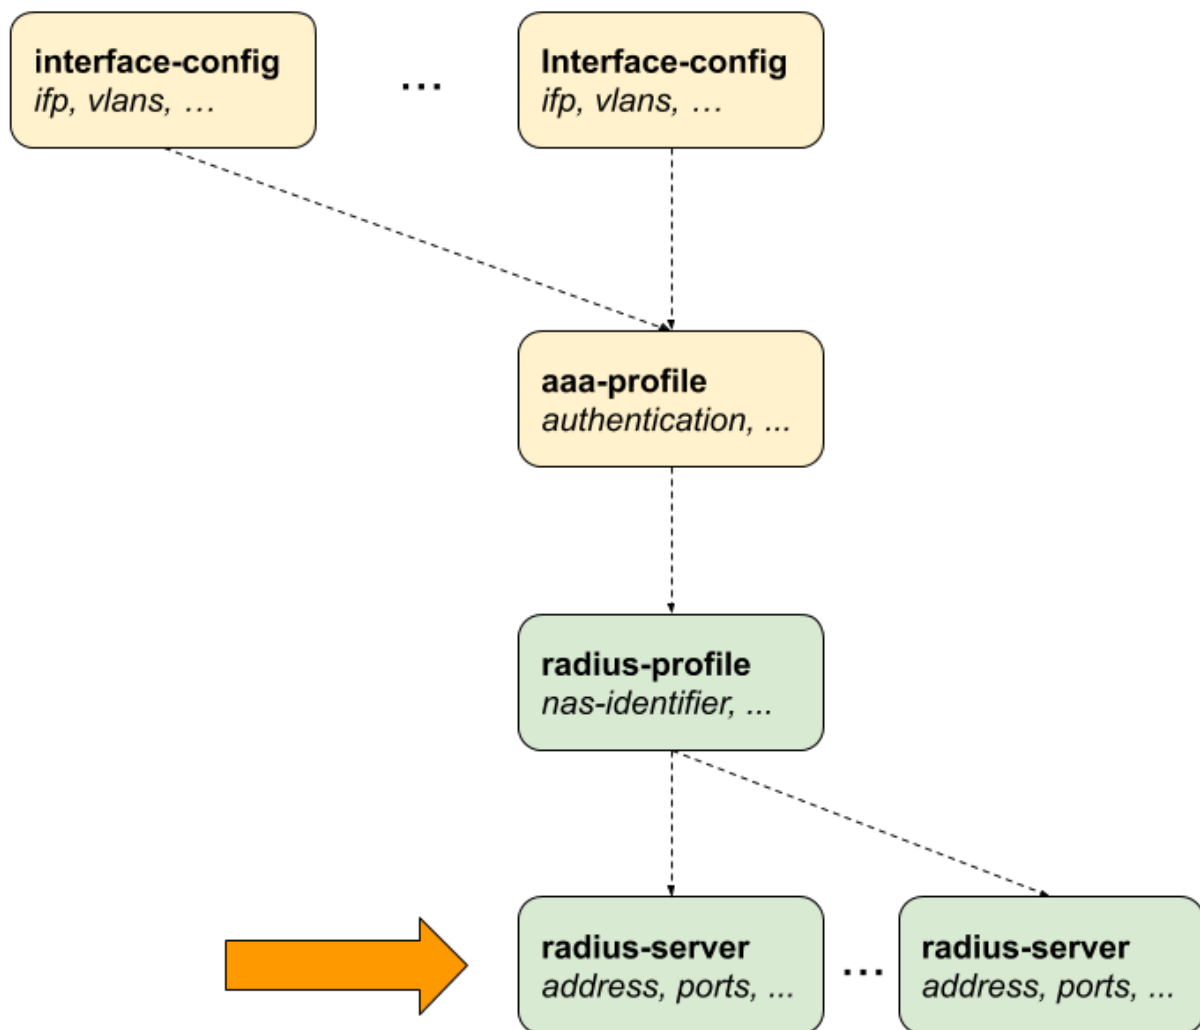 interface-config
ifp, vlans, …
...
Interface-config
ifp, vlans, …
aaa-profile
authentication, ...
radius-profile
nas-identifier, ...
radius-server
address, ports, ...
...
radius-server
address, ports, ...